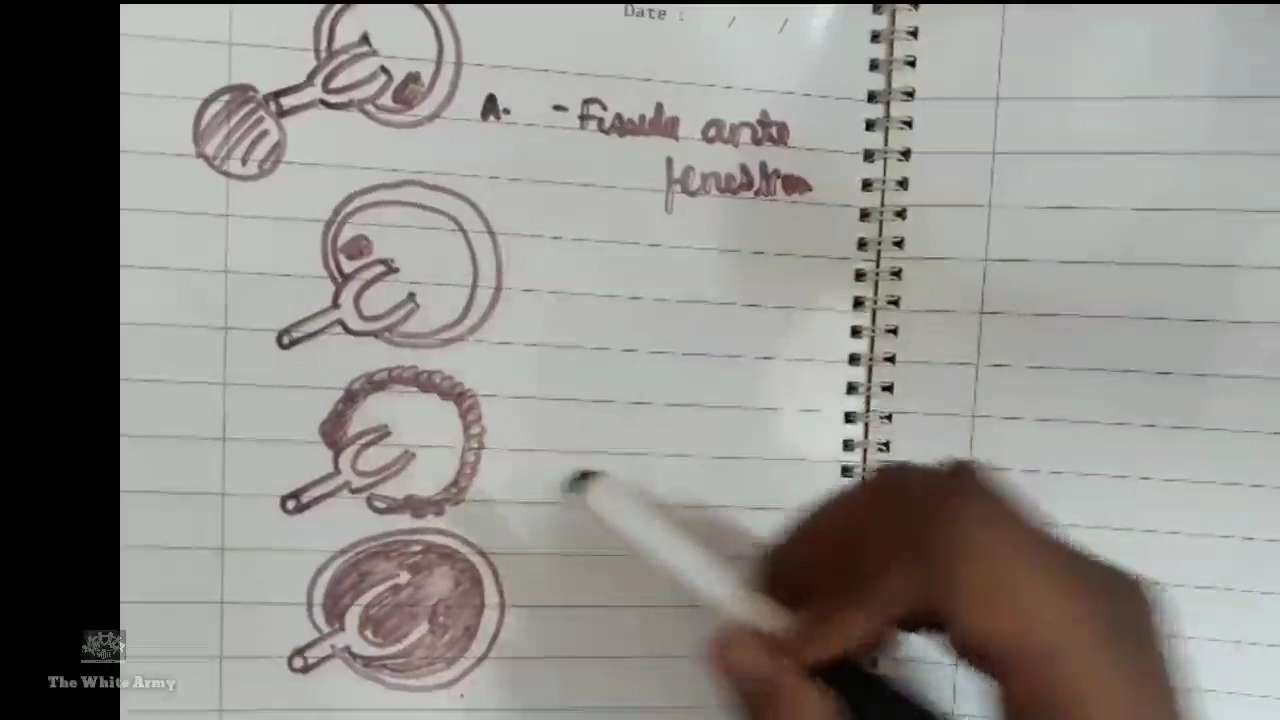 Date : / /
A. - Fissula ante
fenestram
The White Army